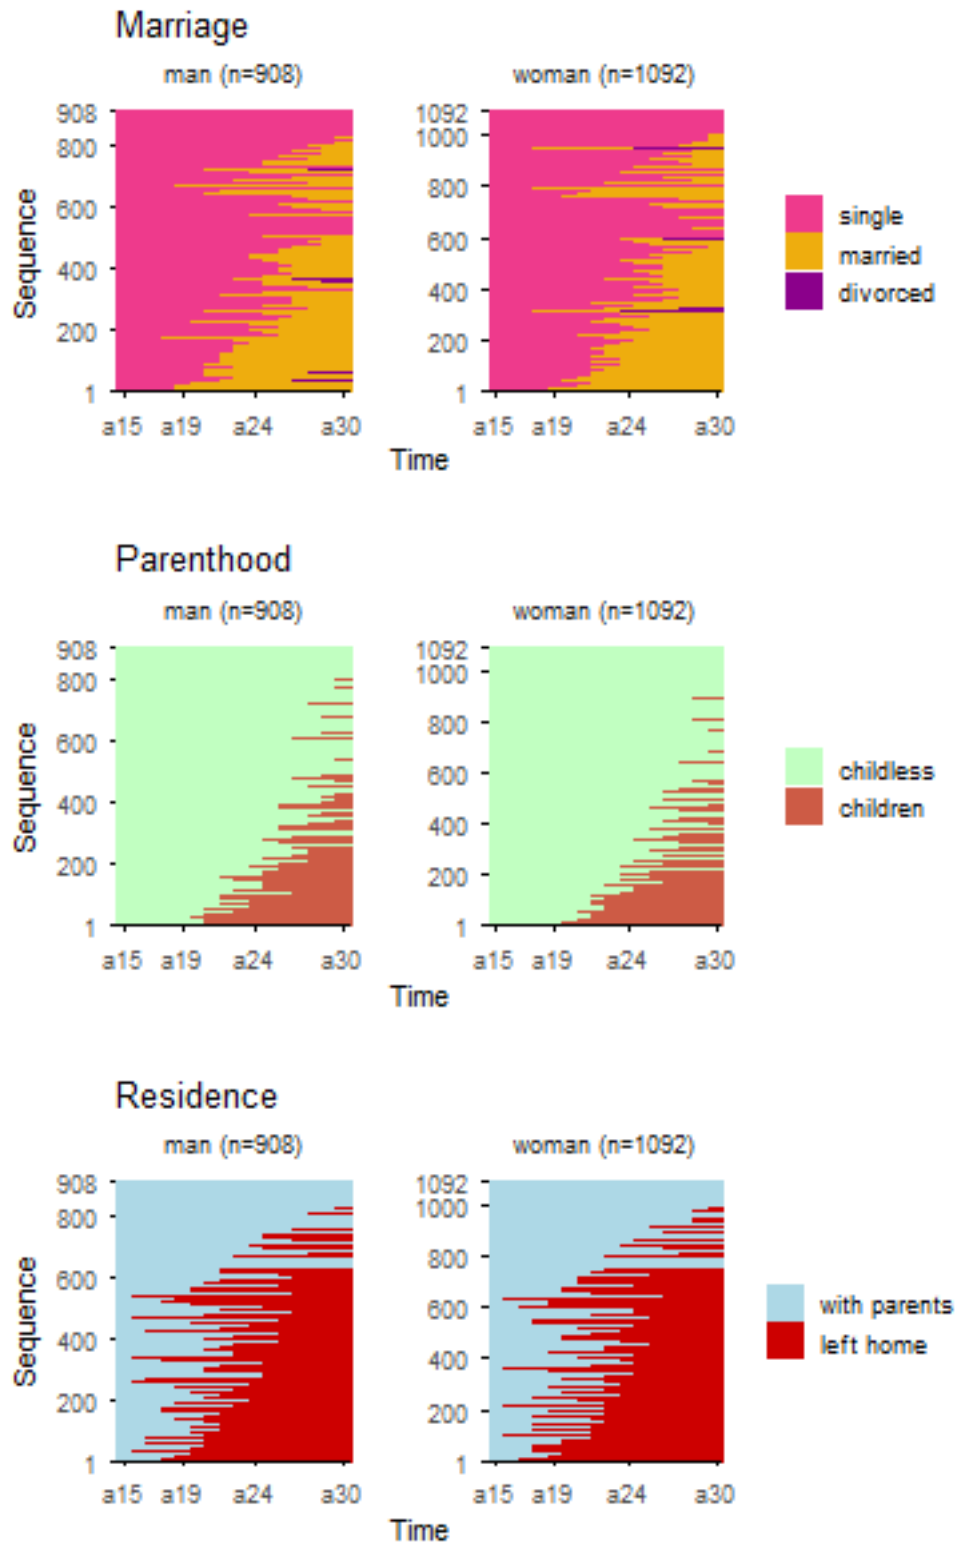 Marriage
man (n=908)
woman (n=1092)
Sequence
908
800
600
400
200
1
1092
1000
800
600
400
200
1
a15 a19 a24 a30
a15 a19 a24 a30
Time
single
married
divorced
Parenthood
man (n=908)
woman (n=1092)
Sequence
908
800
600
400
200
1
1092
1000
800
600
400
200
1
a15 a19 a24 a30
a15 a19 a24 a30
Time
childless
children
Residence
man (n=908)
woman (n=1092)
Sequence
908
800
600
400
200
1
1092
1000
800
600
400
200
1
a15 a19 a24 a30
a15 a19 a24 a30
Time
with parents
left home